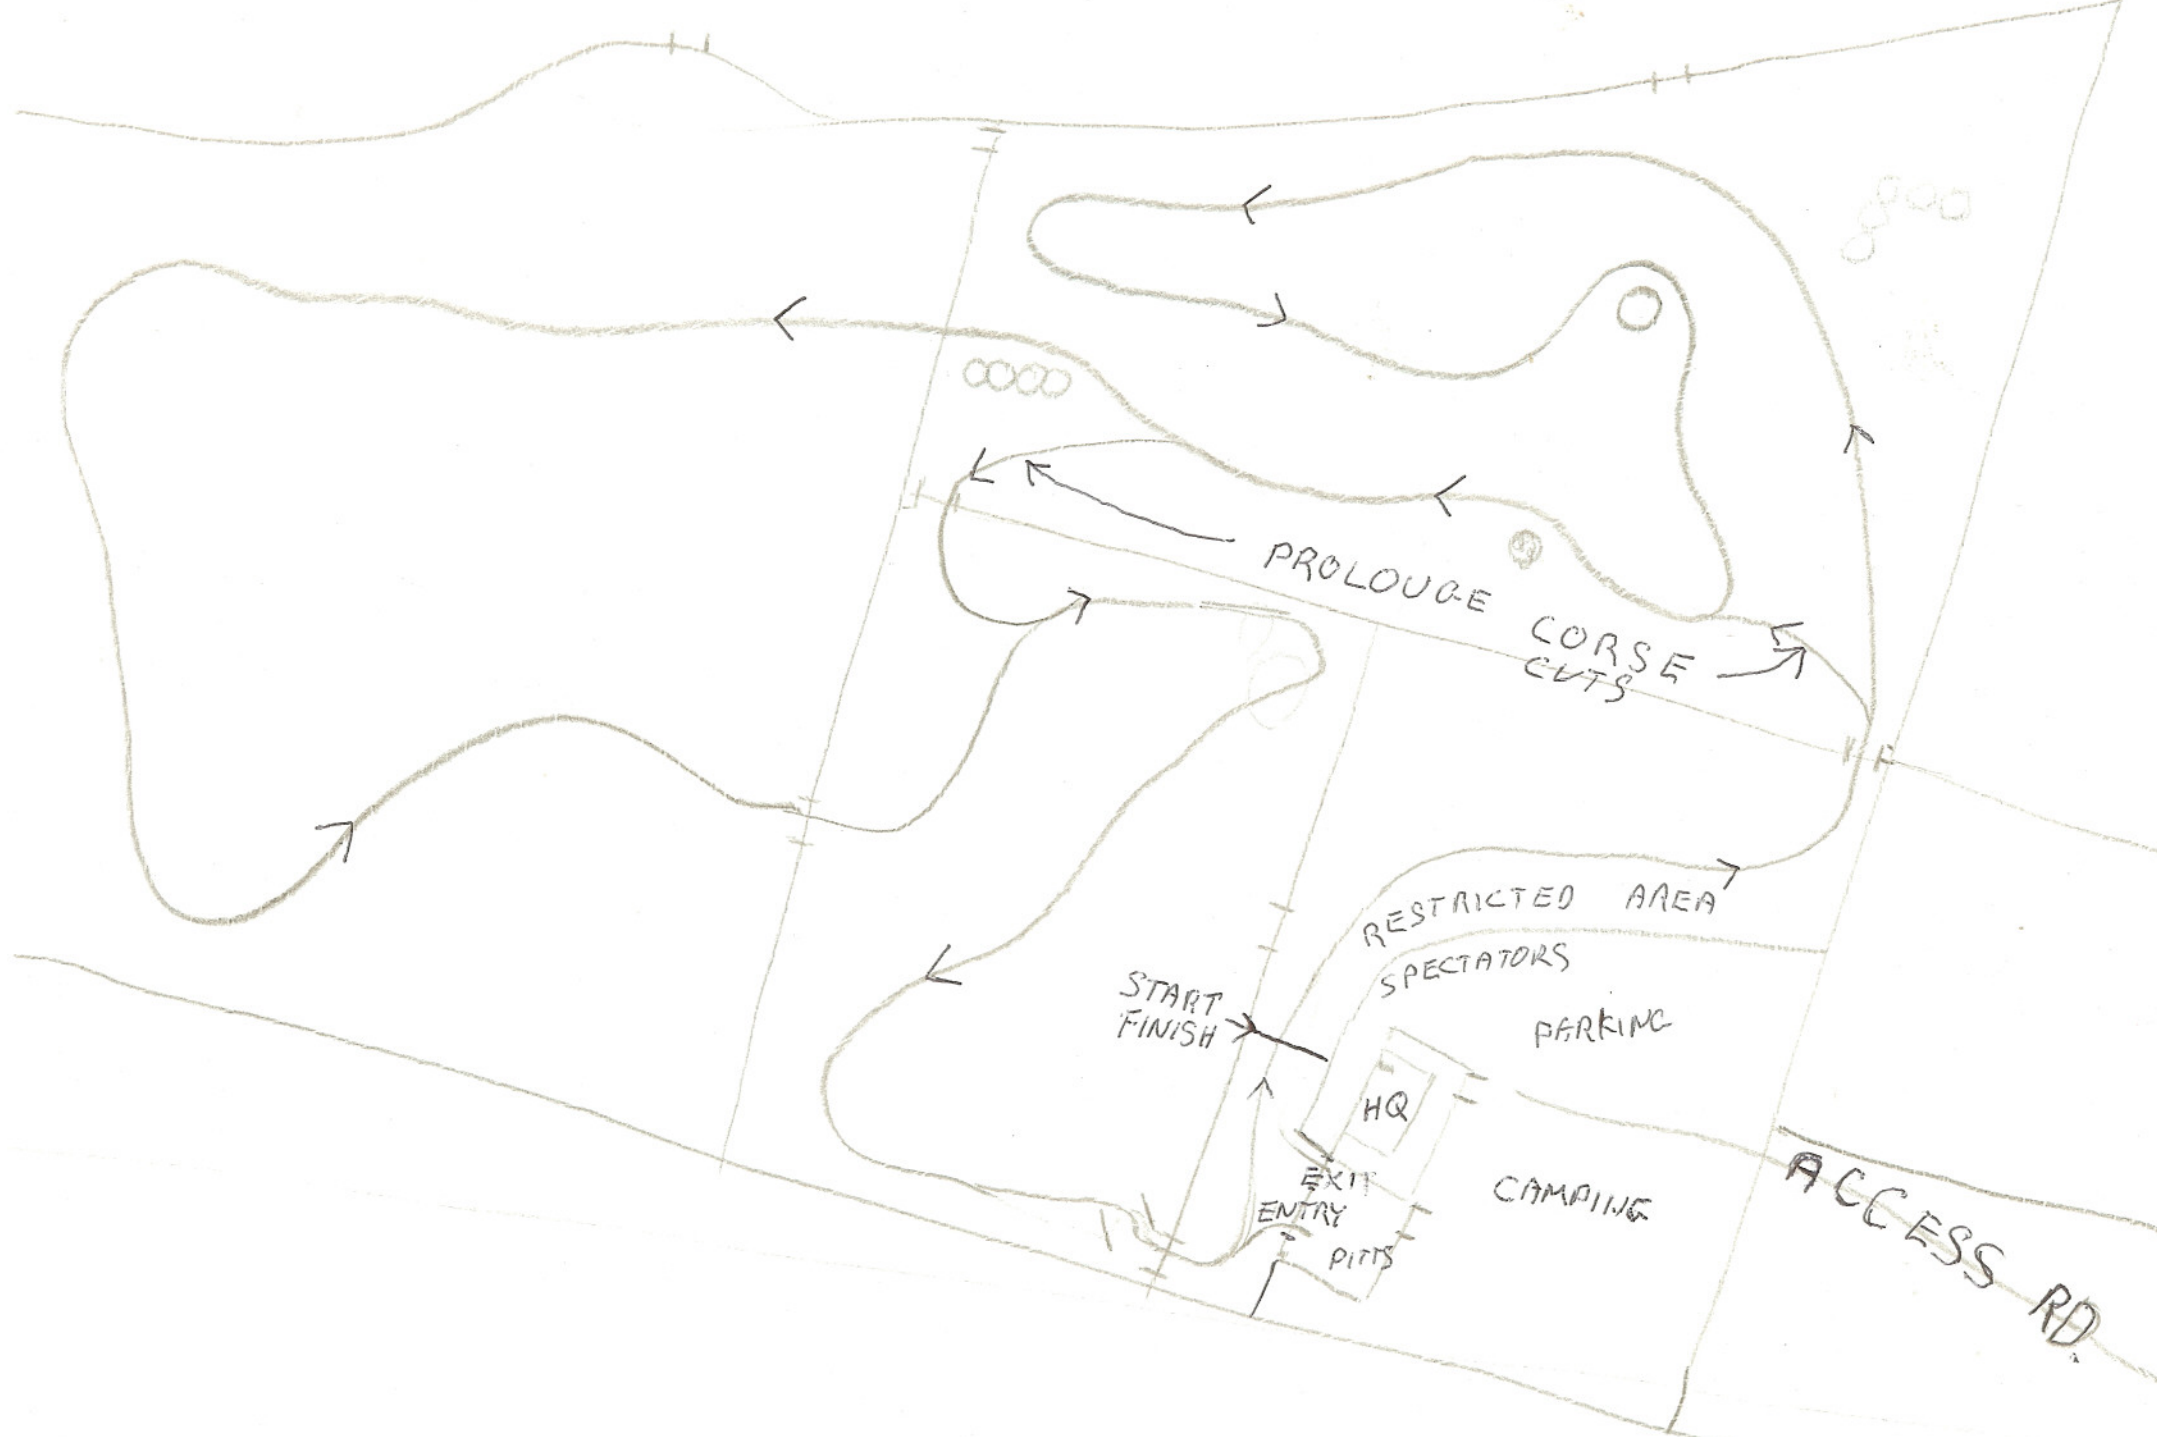 PROLOUGE
CORSE
CUTS
RESTRICTED AREA
SPECTATORS
START
FINISH
PARKING
HQ
EXIT
ENTRY
PITTS
CAMPING
ACCESS RD.